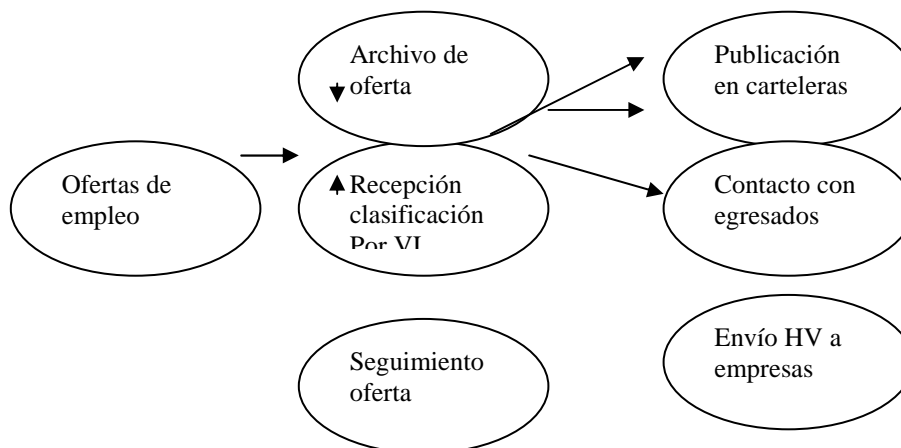 Archivo de
oferta
Publicación
en carteleras
Ofertas de
empleo
Recepción
clasificación
Por
Contacto con
egresados
Seguimiento
oferta
Envío HV a
empresas